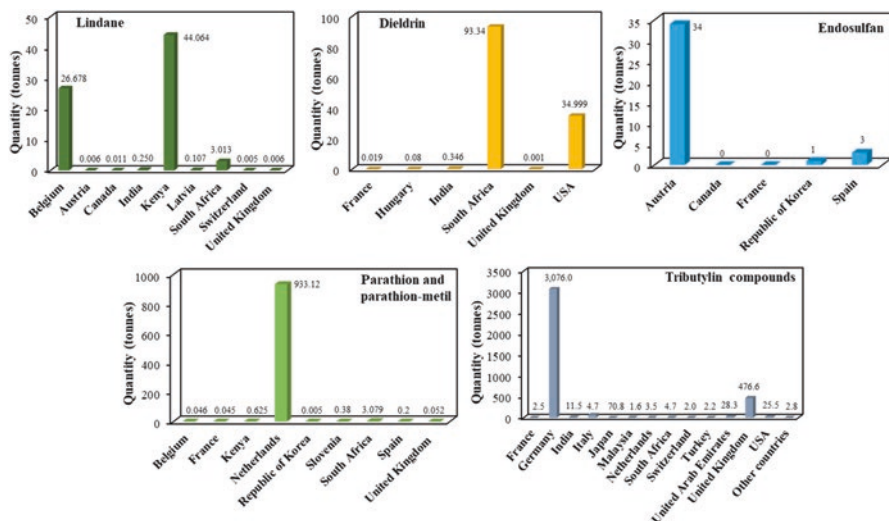 Lindane
Quantity (tonnes)
50
40
30
20
10
0
26.678
0.006
0.011
0.250
44.064
0.107
3.013
0.005
0.006
Belgium
Austria
Canada
India
Kenya
Latvia
South Africa
Switzerland
United Kingdom
Dieldrin
Quantity (tonnes)
100
80
60
40
20
0
0.019
0.08
0.346
93.34
0.001
34.999
France
Hungary
India
South Africa
United Kingdom
USA
Endosulfan
Quantity (tonnes)
35
30
25
20
15
10
5
0
34
0
0
1
3
Austria
Canada
France
Republic of Korea
Spain
Parathion and
parathion-metil
Quantity (tonnes)
1000
800
600
400
200
0
0.046
0.045
0.625
933.12
0.005
0.38
3.079
0.2
0.052
Belgium
France
Kenya
Netherlands
Republic of Korea
Slovenia
South Africa
Spain
United Kingdom
Tributylin compounds
Quantity (tonnes)
3500
3000
2500
2000
1500
1000
500
0
2.5
3,076.0
11.5
4.7
70.8
1.6
3.5
4.7
2.0
2.2
28.3
476.6
25.5
2.8
France
Germany
India
Italy
Japan
Malaysia
Netherlands
South Africa
Switzerland
Turkey
United Arab Emirates
United Kingdom
USA
Other countries